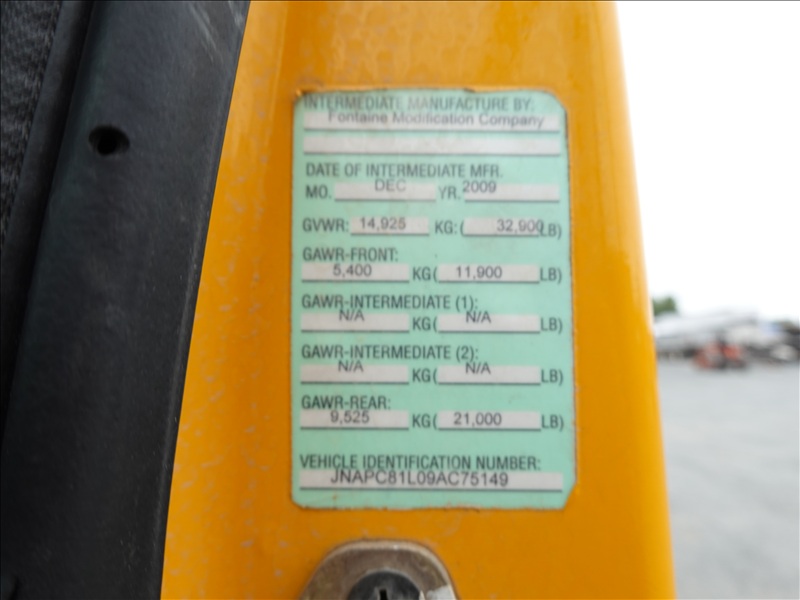 INTERMEDIATE MANUFACTURE BY:
Fontaine Modification Company
DATE OF INTERMEDIATE MFR.
MO. DEC YR. 2009
GVWR: 14,925 KG: ( 32,900 LB)
GAWR-FRONT:
5,400 KG( 11,900 LB)
GAWR-INTERMEDIATE (1):
N/A KG( N/A LB)
GAWR-INTERMEDIATE (2):
N/A KG( N/A LB)
GAWR-REAR:
9,525 KG( 21,000 LB)
VEHICLE IDENTIFICATION NUMBER:
JNAPC81L09AC75149